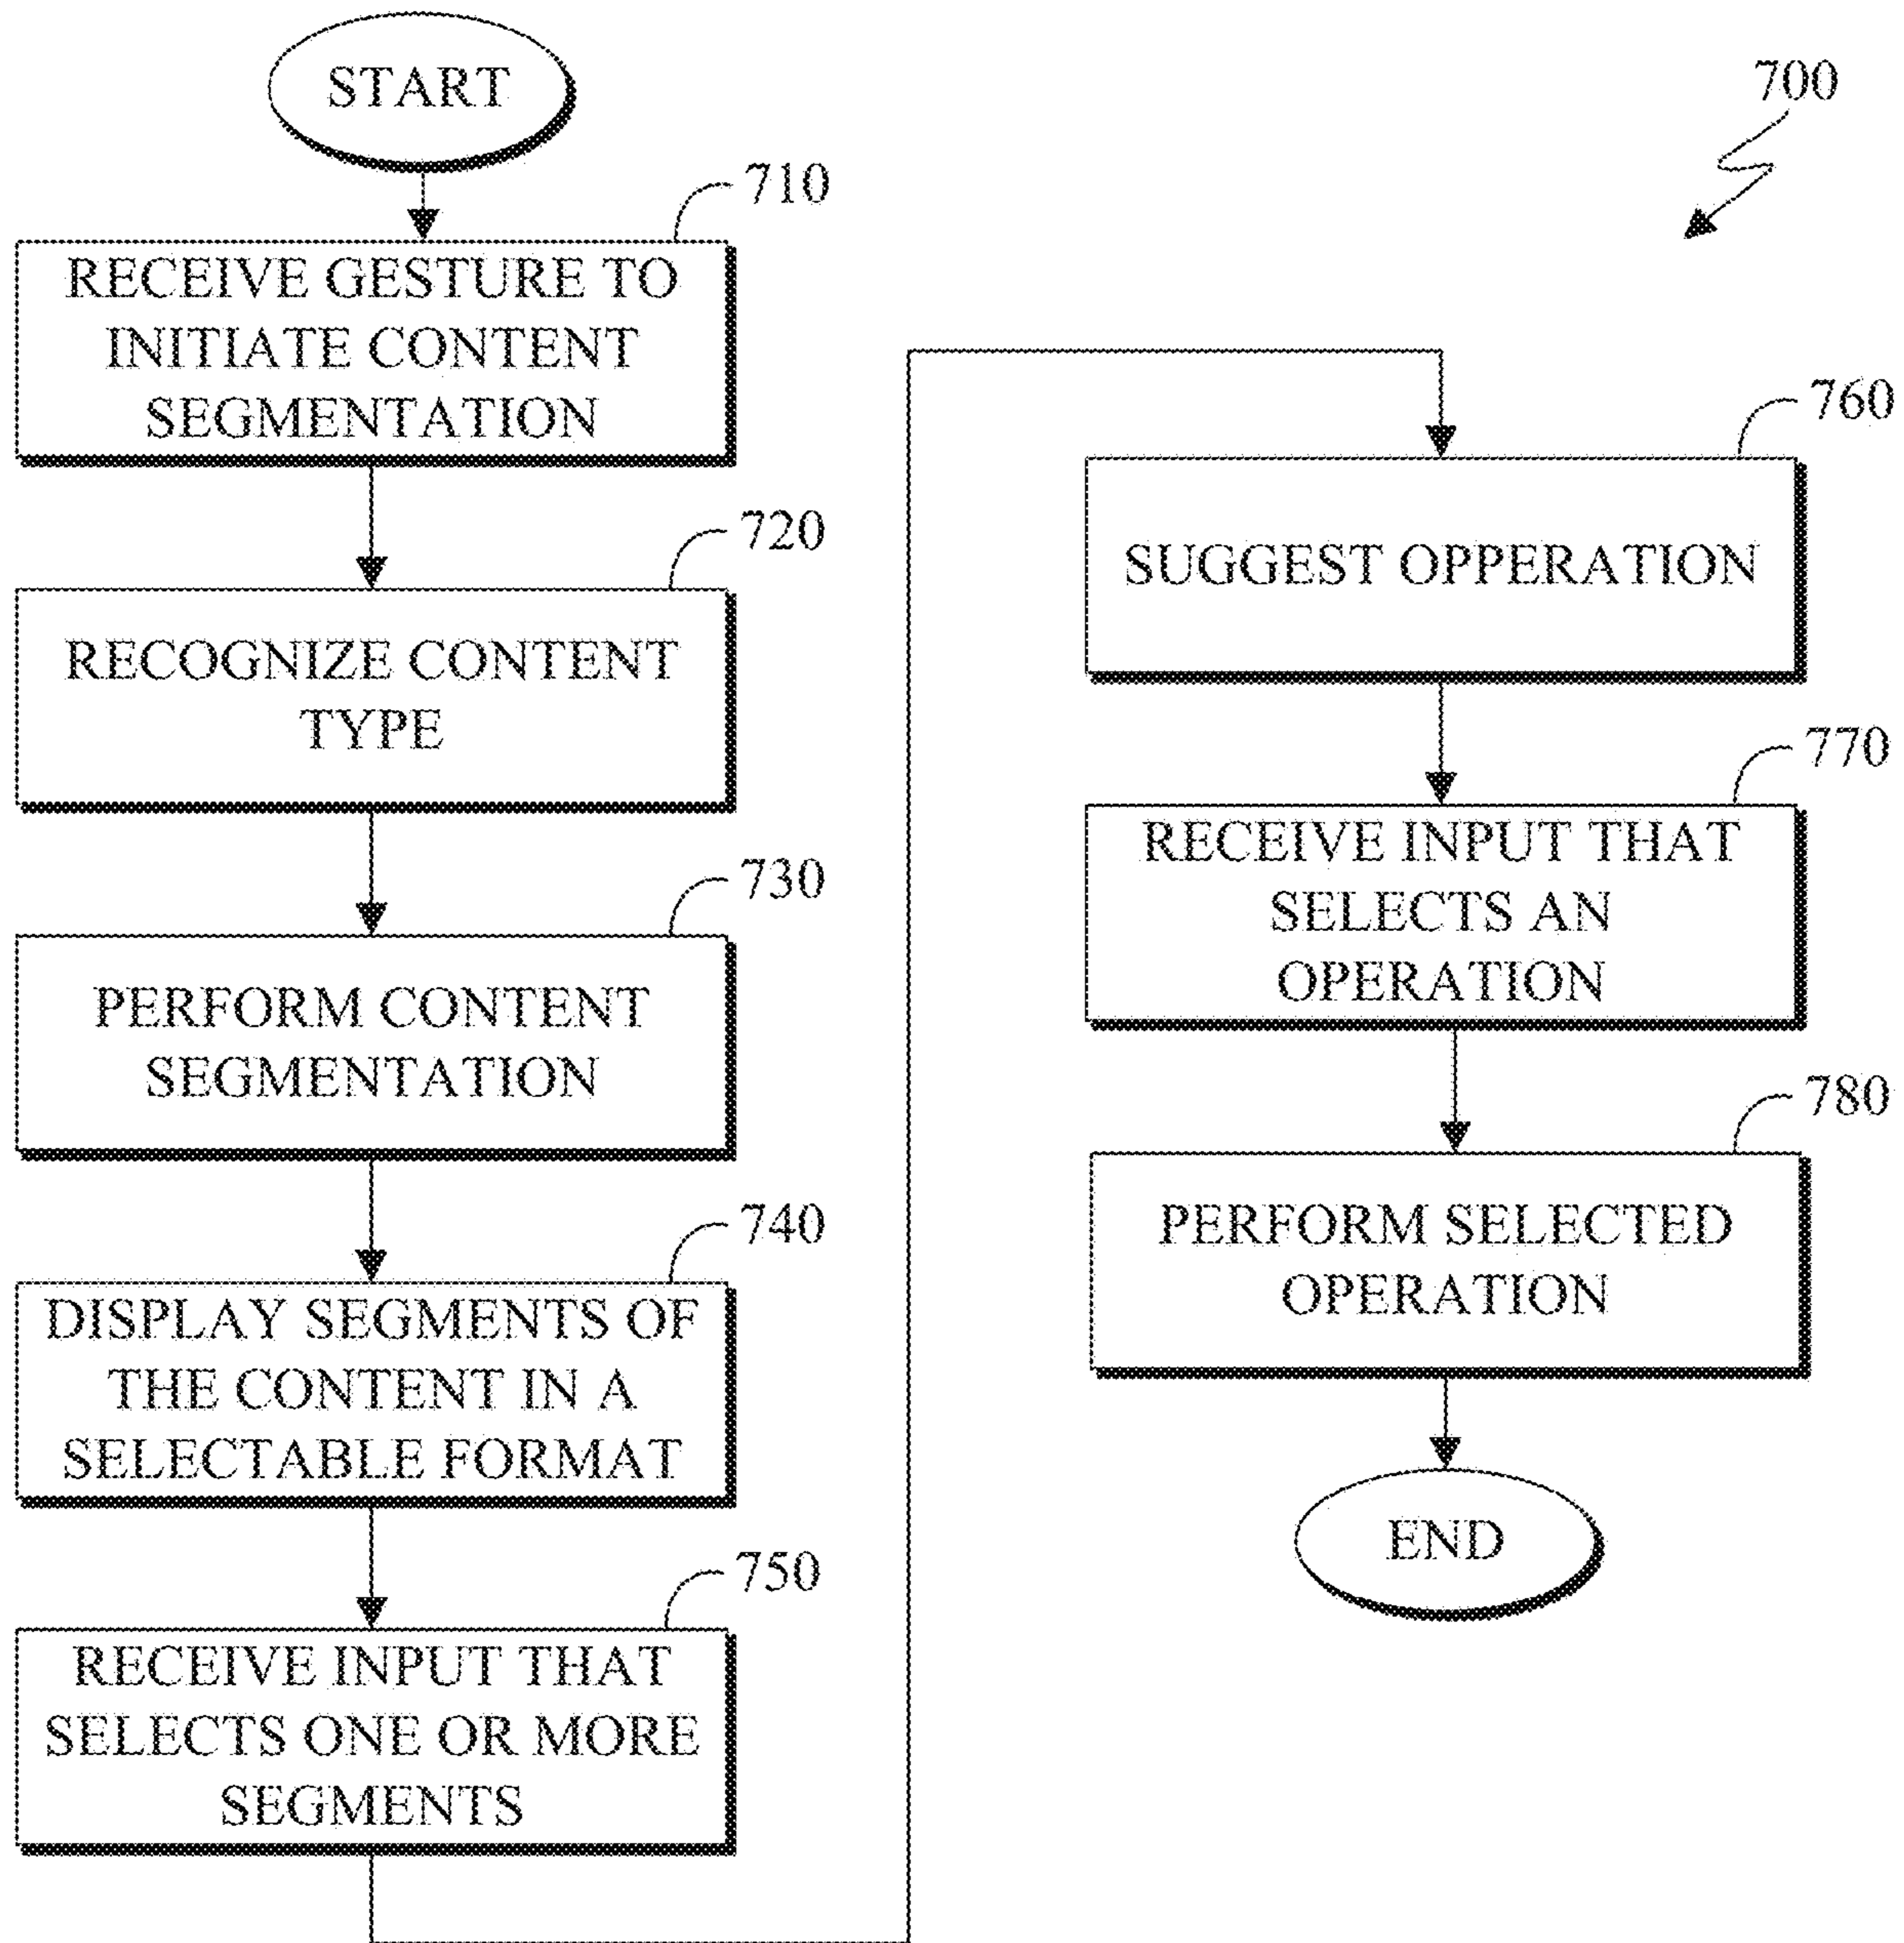 START
700
710
RECEIVE GESTURE TO
INITIATE CONTENT
SEGMENTATION
720
RECOGNIZE CONTENT
TYPE
730
PERFORM CONTENT
SEGMENTATION
740
DISPLAY SEGMENTS OF
THE CONTENT IN A
SELECTABLE FORMAT
750
RECEIVE INPUT THAT
SELECTS ONE OR MORE
SEGMENTS
760
SUGGEST OPPERATION
770
RECEIVE INPUT THAT
SELECTS AN
OPERATION
780
PERFORM SELECTED
OPERATION
END